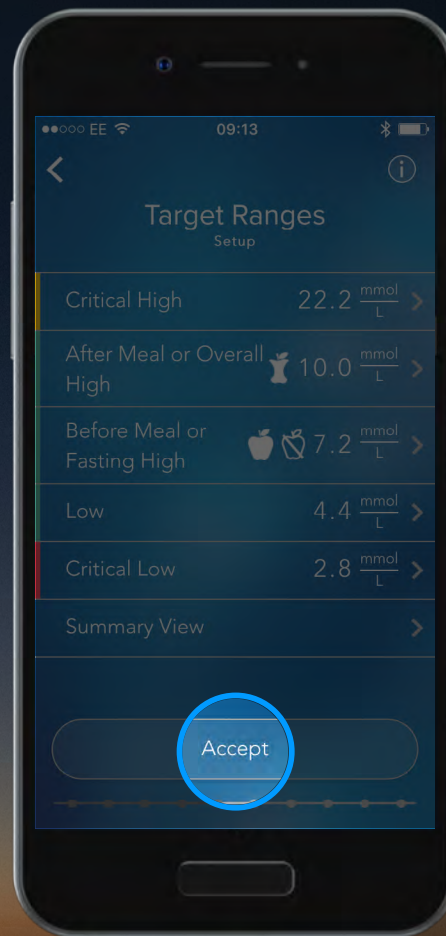 EE 09:13
Target Ranges
Setup
Critical High 22.2 mmol/L
After Meal or Overall
High 10.0 mmol/L
Before Meal or
Fasting High 7.2 mmol/L
Low 4.4 mmol/L
Critical Low 2.8 mmol/L
Summary View
Accept